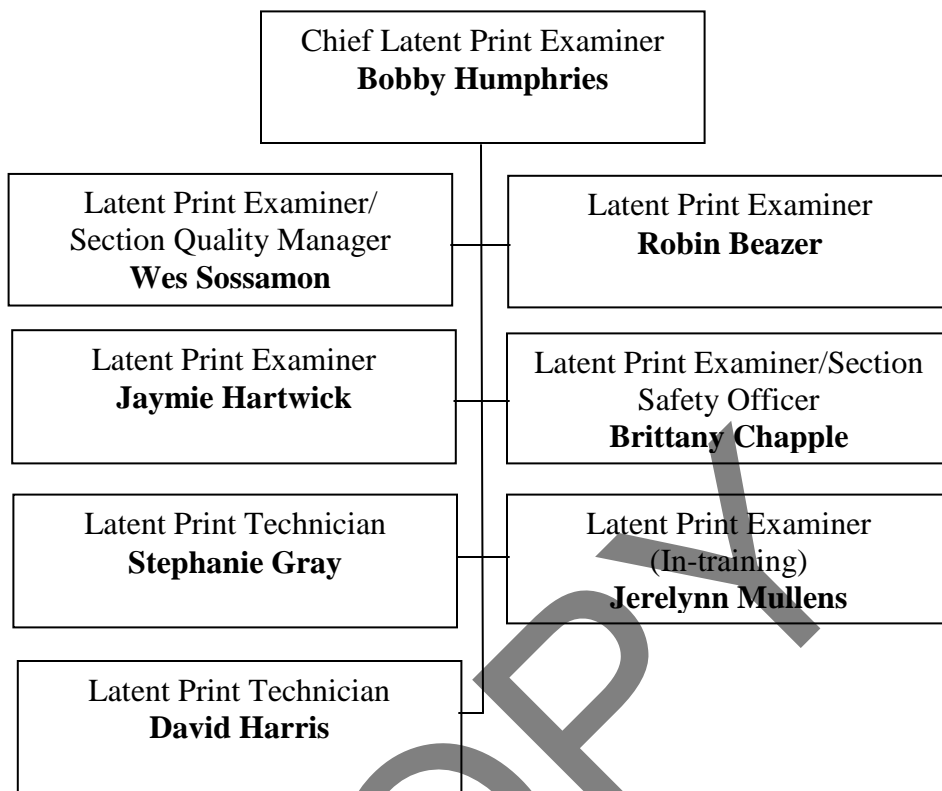 Chief Latent Print Examiner
Bobby Humphries
Latent Print Examiner/
Section Quality Manager
Wes Sossamon
Latent Print Examiner
Robin Beazer
Latent Print Examiner
Jaymie Hartwick
Latent Print Examiner/Section
Safety Officer
Brittany Chapple
Latent Print Technician
Stephanie Gray
Latent Print Examiner
(In-training)
Jerelynn Mullens
Latent Print Technician
David Harris
OPY